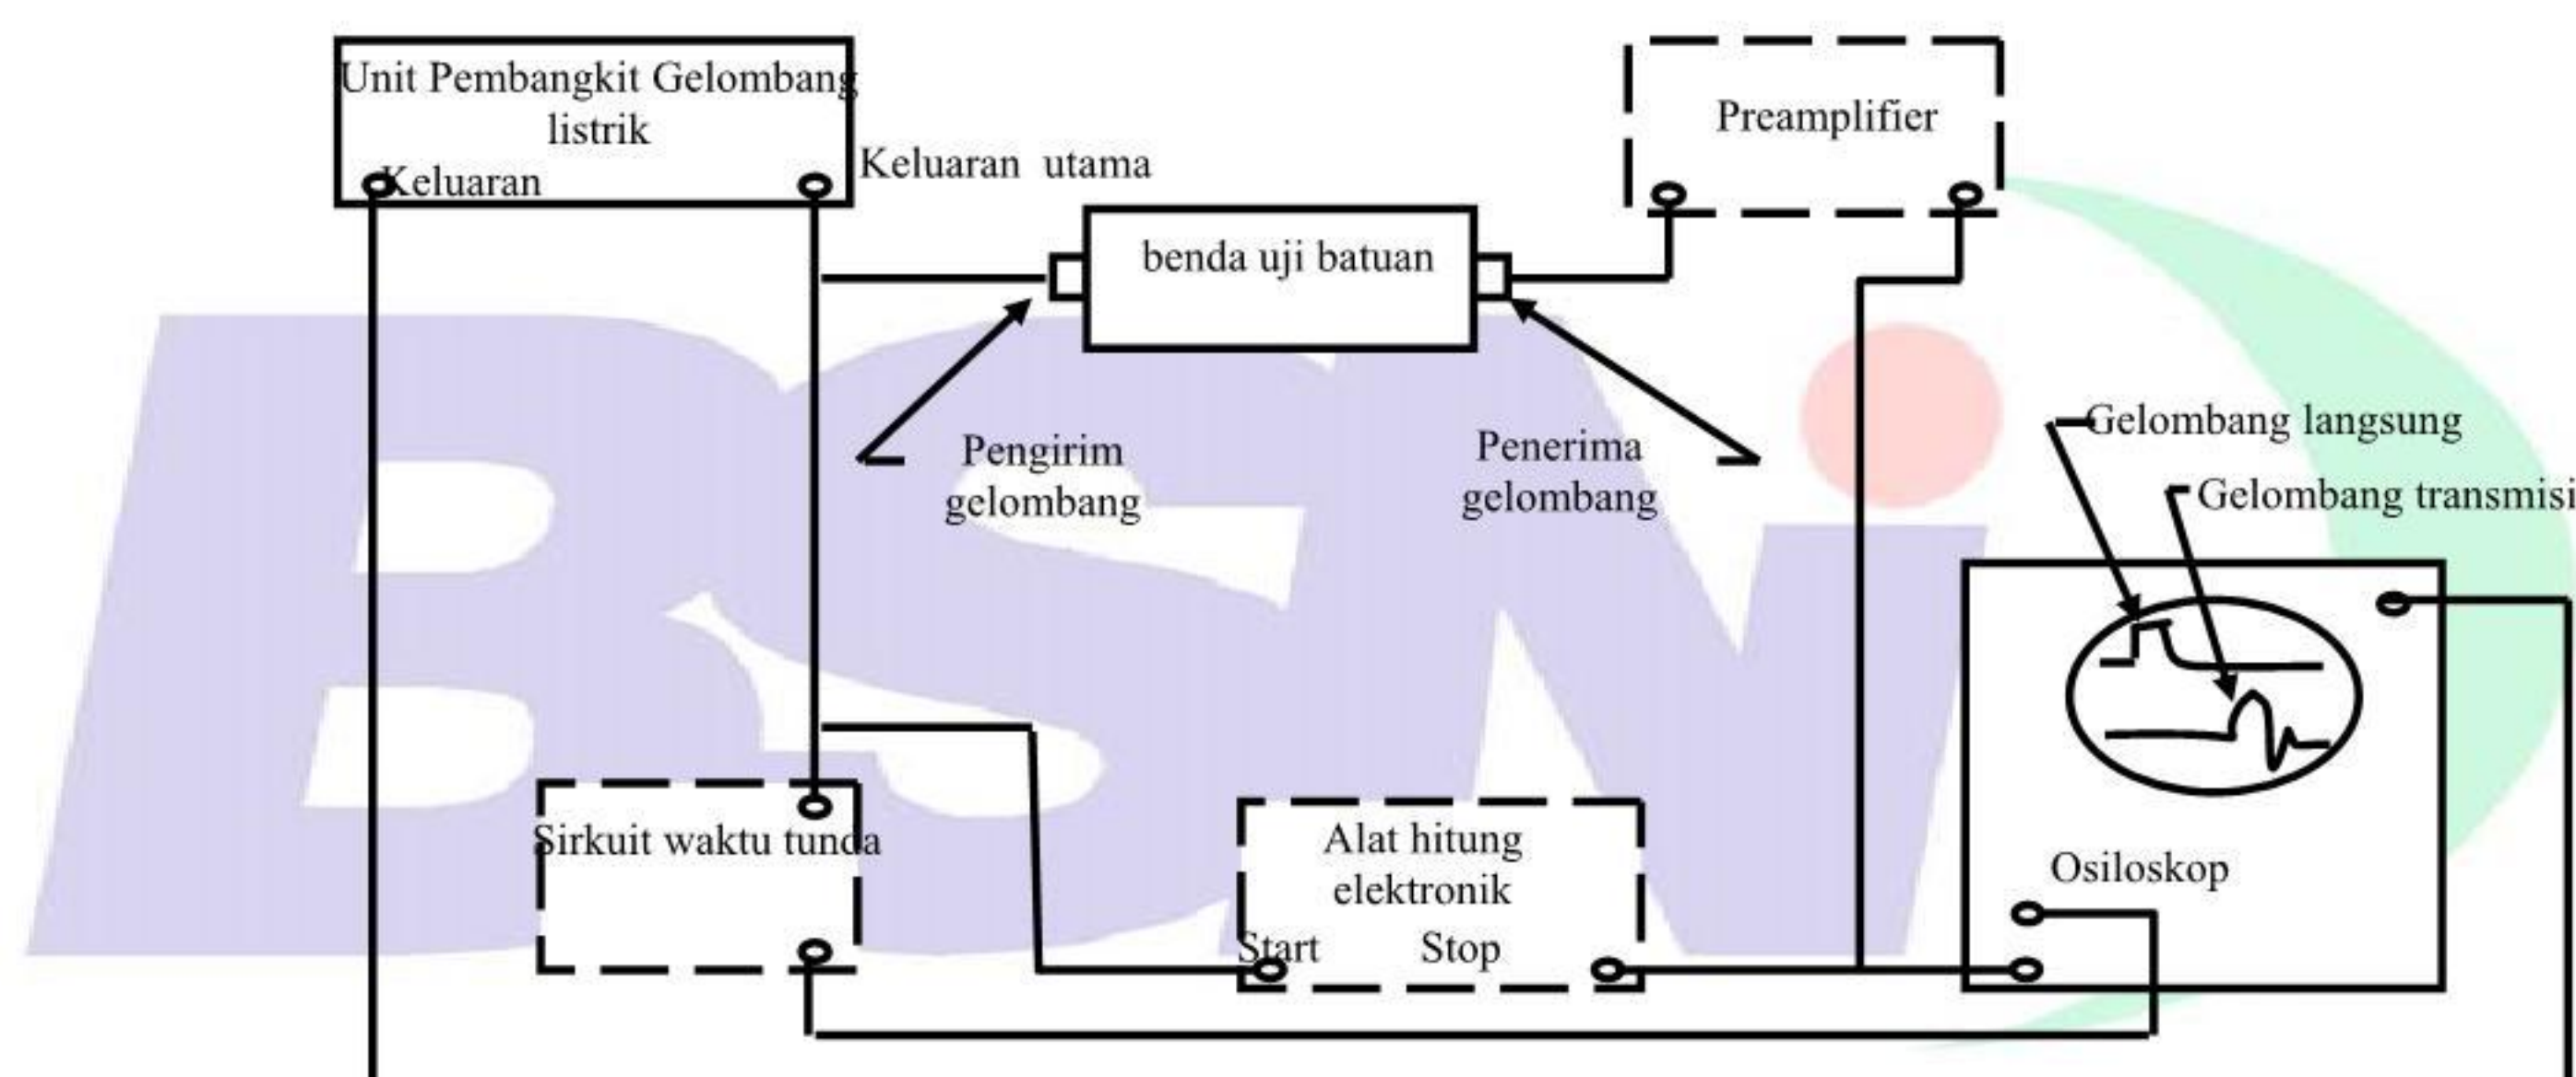 Unit Pembangkit Gelombang
listrik
Keluaran
Keluaran utama
Preamplifier
benda uji batuan
Pengirim
gelombang
Penerima
gelombang
Gelombang langsung
Gelombang transmisi
Sirkuit waktu tunda
Alat hitung
elektronik
Start Stop
Osiloskop
BSNi